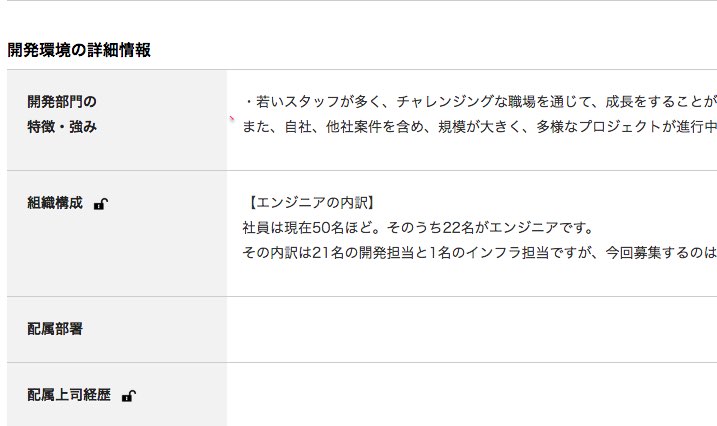 開発環境の詳細情報
開発部門の
特徴・強み
・若いスタッフが多く、チャレンジングな職場を通じて、成長をすることが
また、自社、他社案件を含め、規模が大きく、多様なプロジェクトが進行中
組織構成
【エンジニアの内訳】
社員は現在50名ほど。そのうち22名がエンジニアです。
その内訳は21名の開発担当と1名のインフラ担当ですが、今回募集するのは
配属部署
配属上司経歴